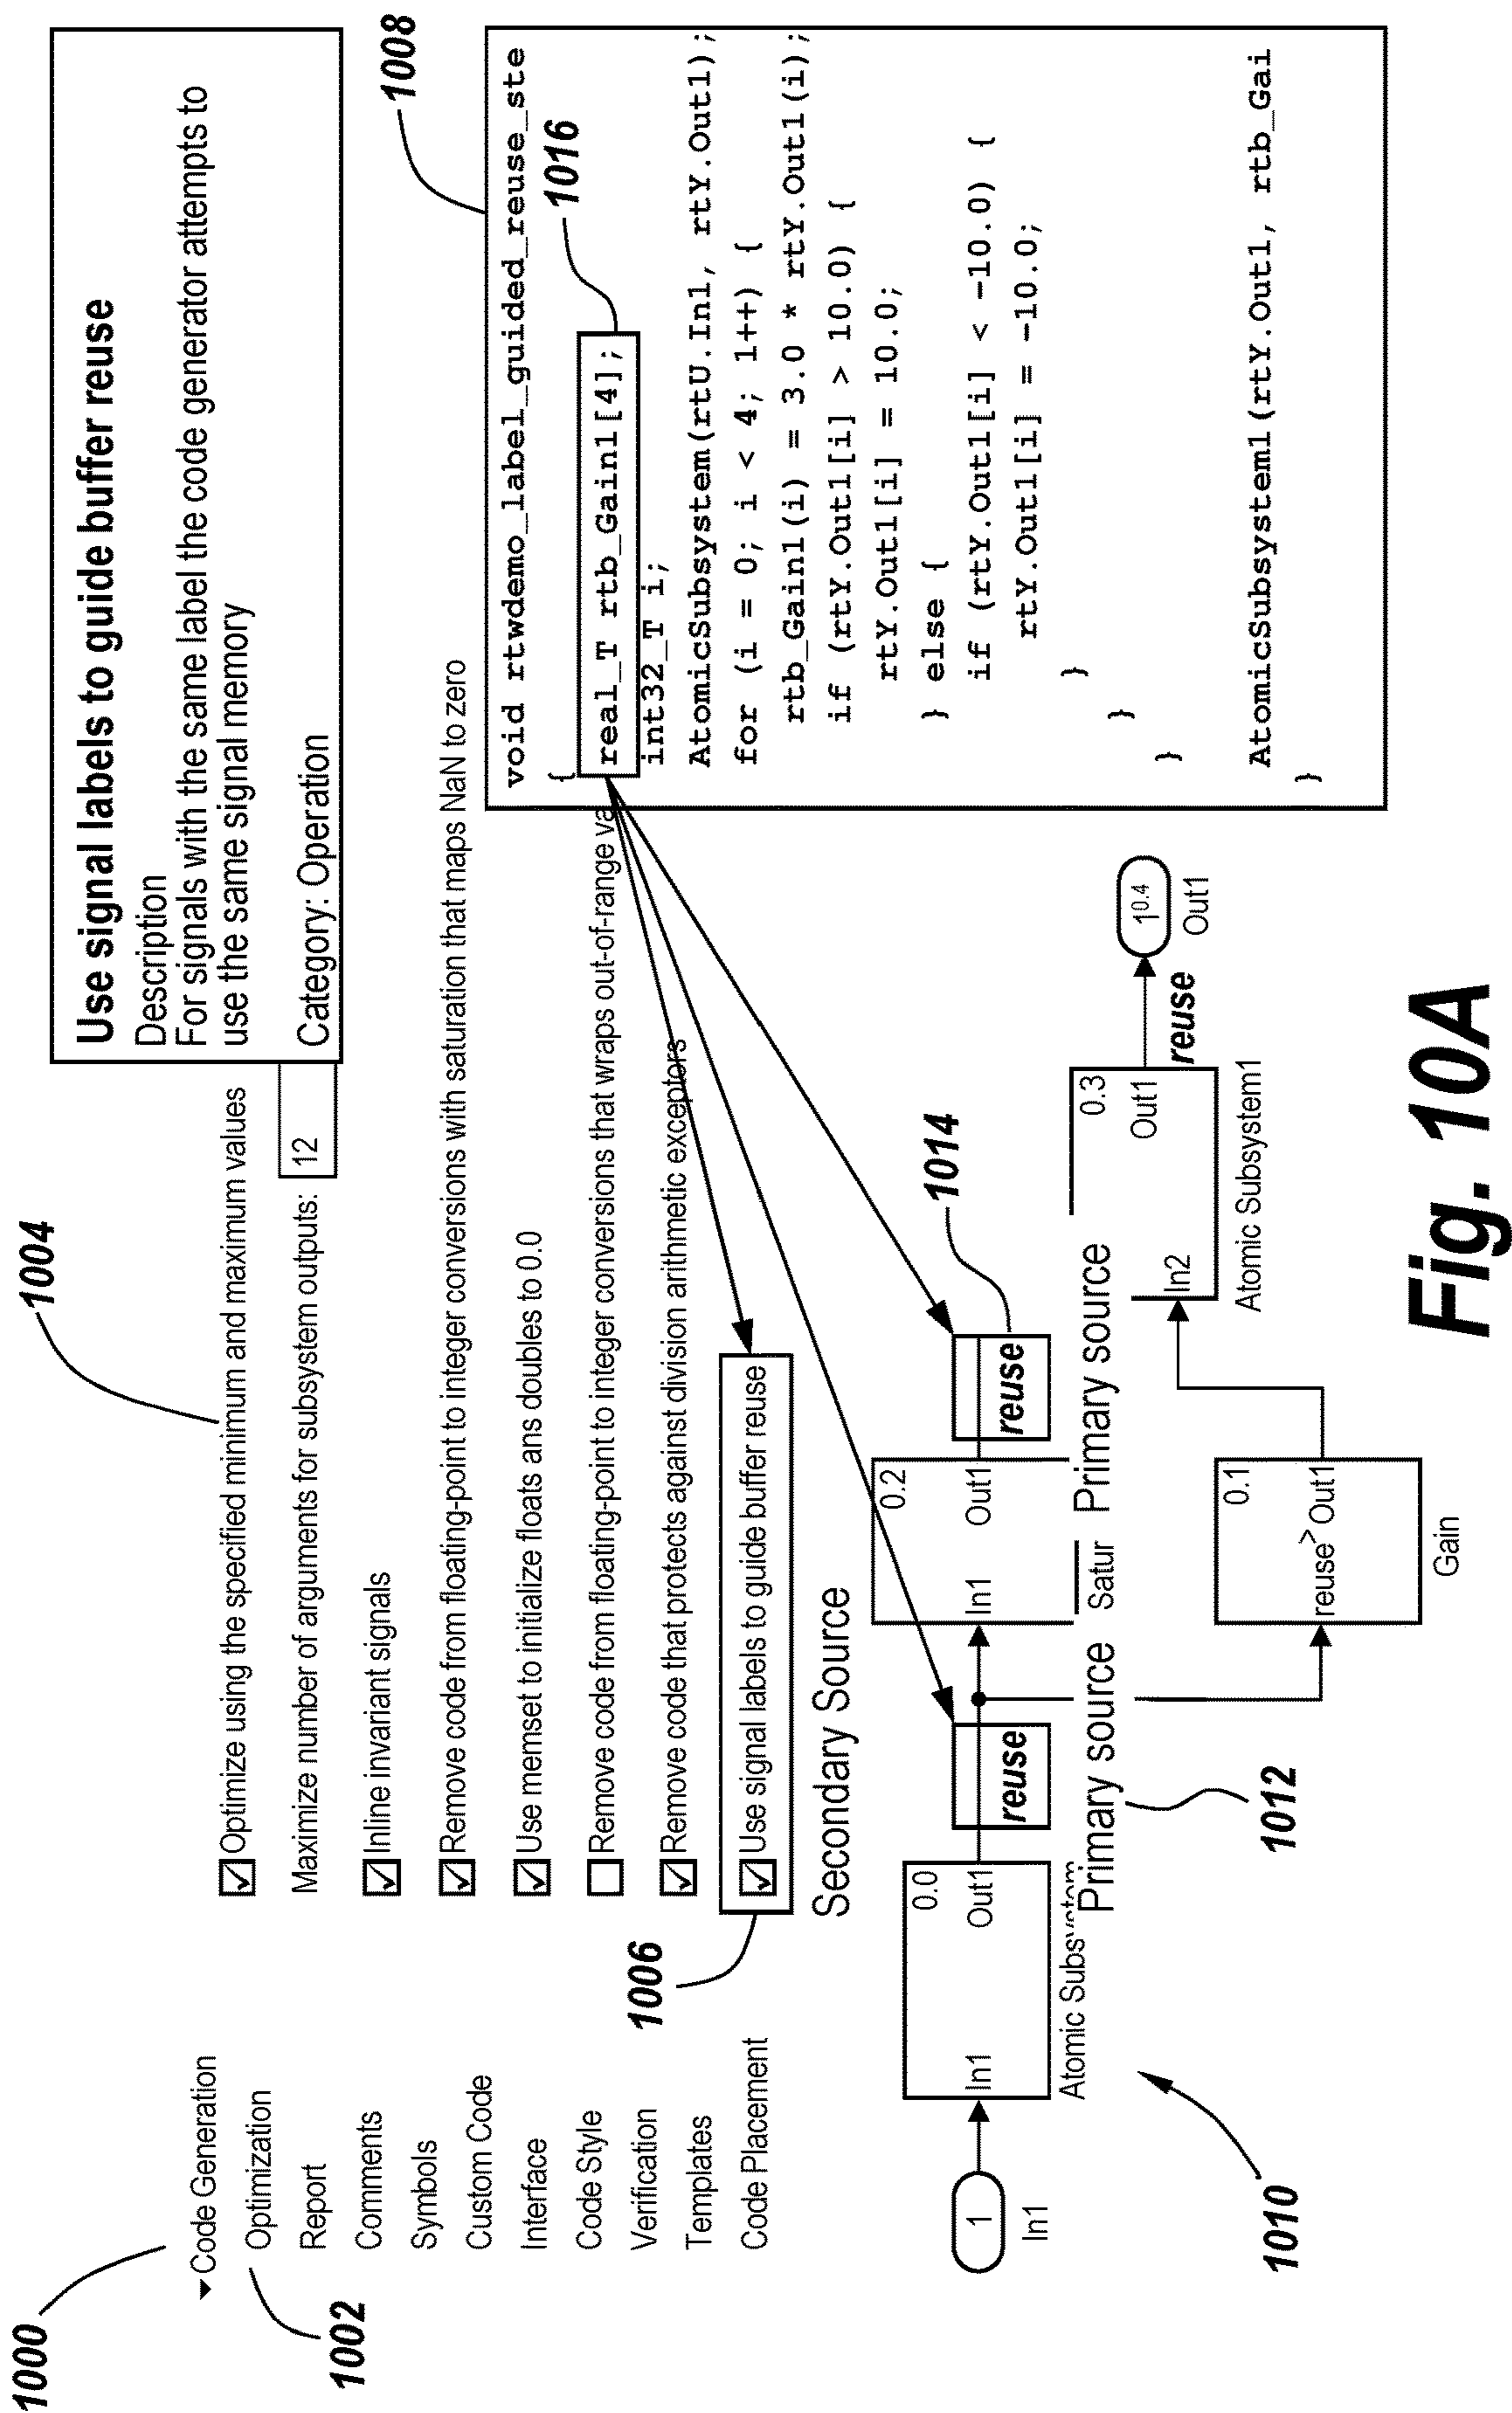 1000
▼Code Generation
1002
Optimization
Report
Comments
Symbols
Custom Code
Interface
Code Style
Verification
Templates
Code Placement
1004
☑Optimize using the specified minimum and maximum values
Maximize number of arguments for subsystem outputs: 12
☑Inline invariant signals
☑Remove code from floating-point to integer conversions with saturation that maps NaN to zero
☑Use memset to initialize floats ans doubles to 0.0
☐Remove code from floating-point to integer conversions that wraps out-of-range va
☑Remove code that protects against division arithmetic exceptors
1006
☑Use signal labels to guide buffer reuse
Secondary Source
Use signal labels to guide buffer reuse
Description
For signals with the same label the code generator attempts to
use the same signal memory
Category: Operation
1008
void rtwdemo_label_guided_reuse_ste
{
1016
real_T rtb_Gain1[4];
int32_T i;
AtomicSubsystem(rtU.In1, rtY.Out1);
for (i = 0; i < 4; 1++) {
rtb_Gain1(i) = 3.0 * rtY.Out1(i);
if (rtY.Out1[i] > 10.0) {
rtY.Out1[i] = 10.0;
} else {
if (rtY.Out1[i] < -10.0) {
rtY.Out1[i] = -10.0;
}
}
}
AtomicSubsystem1(rtY.Out1, rtb_Gai
}
1010
1
In1
In1
0.0
Out1
Atomic Subsystem
reuse
Primary source
1012
In1
0.2
Out1
Satur
reuse
1014
Primary source
0.1
reuse> Out1
Gain
In2
0.3
Out1
Atomic Subsystem1
reuse
1 0.4
Out1
Fig. 10A